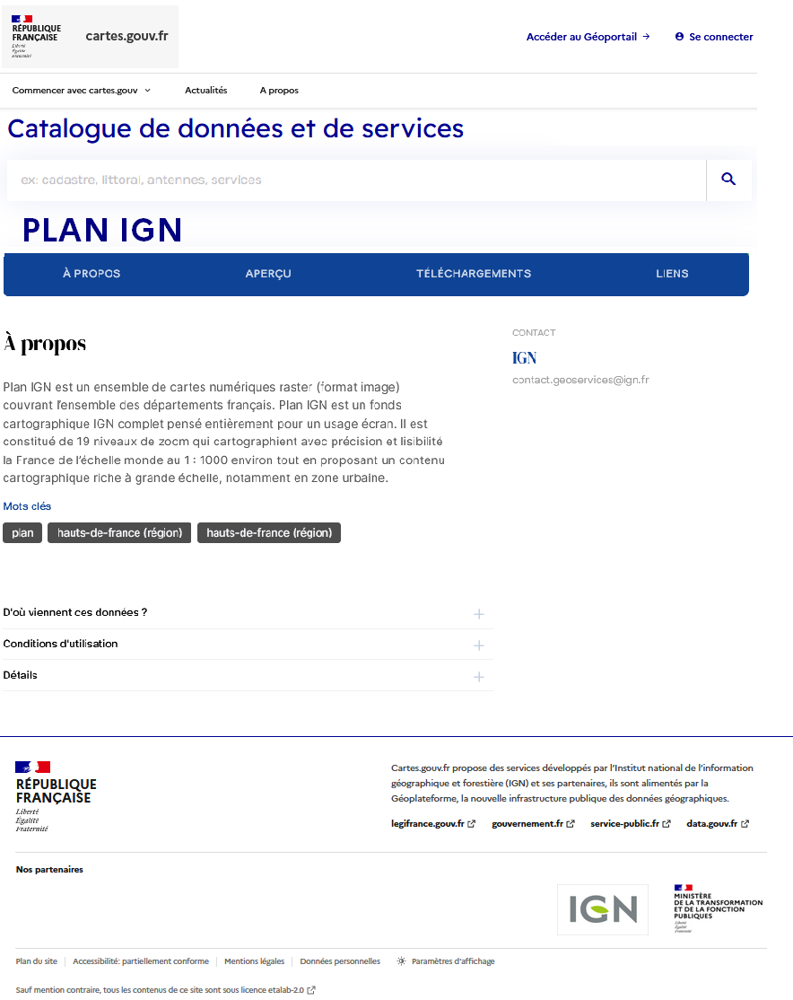 RÉPUBLIQUE
FRANÇAISE
Liberté
Égalité
Fraternité
cartes.gouv.fr
Accéder au Géoportail →
Se connecter
Commencer avec cartes.gouv
Actualités
A propos
Catalogue de données et de services
ex: cadastre, littoral, antennes, services
PLAN IGN
À PROPOS
APERÇU
TÉLÉCHARGEMENTS
LIENS
À propos
Plan IGN est un ensemble de cartes numériques raster (format image)
couvrant l'ensemble des départements français. Plan IGN est un fonds
cartographique IGN complet pensé entièrement pour un usage écran. Il est
constitué de 19 niveaux de zoom qui cartographient avec précision et lisibilité
la France de l'échelle monde au 1 : 1000 environ tout en proposant un contenu
cartographique riche à grande échelle, notamment en zone urbaine.
Mots clés
plan
hauts-de-france (région)
hauts-de-france (région)
CONTACT
IGN
contact.geoservices@ign.fr
D'où viennent ces données ?
Conditions d'utilisation
Détails
RÉPUBLIQUE
FRANÇAISE
Liberté
Égalité
Fraternité
Cartes.gouv.fr propose des services développés par l'Institut national de l'information
géographique et forestière (IGN) et ses partenaires, ils sont alimentés par la
Géoplateforme, la nouvelle infrastructure publique des données géographiques.
legifrance.gouv.fr
gouvernement.fr
service-public.fr
data.gouv.fr
Nos partenaires
IGN
MINISTÈRE
DE LA TRANSFORMATION
ET DE LA FONCTION
PUBLIQUES
Liberté
Égalité
Fraternité
Plan du site
Accessibilité: partiellement conforme
Mentions légales
Données personnelles
Paramètres d'affichage
Sauf mention contraire, tous les contenus de ce site sont sous licence etalab-2.0